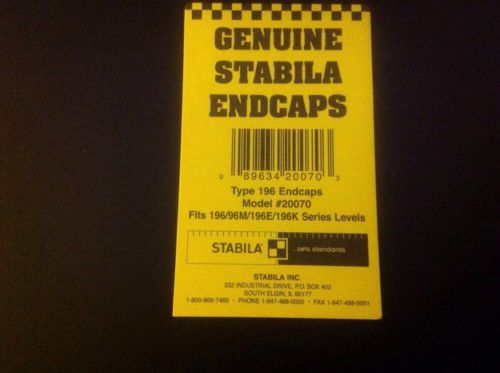 GENUINE
STABILA
ENDCAPS
0 89634 20070 3
Type 196 Endcaps
Model #20070
Fits 196/96M/196E/196K Series Levels
STABILA ...sets standards
STABILA INC.
332 INDUSTRIAL DRIVE, P.O. BOX 402
SOUTH ELGIN, IL 60177
1-800-869-7460 • PHONE 1-847-488-0050 • FAX 1-847-488-0051